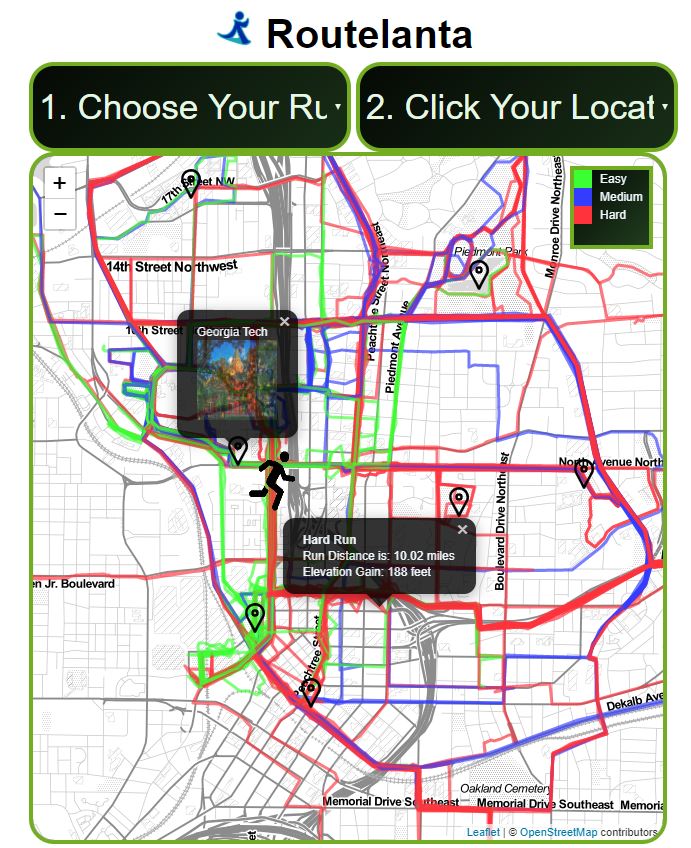 Routelanta
1. Choose Your Ru
2. Click Your Locat
+
−
Easy
Medium
Hard
17th Street NW
Monroe Drive Northeast
Piedmont Park
14th Street Northwest
Peachtree Street Northeast
Piedmont Avenue
Street
Georgia Tech
×
North Avenue North
Boulevard Drive Northeast
×
Hard Run
Run Distance is: 10.02 miles
Elevation Gain: 188 feet
en Jr. Boulevard
Peachtree Street
Dekalb Ave
Oakland Cemetery
Memorial Drive Southeast
Memorial Drive Southeast
Memoria
Leaflet | © OpenStreetMap contributors